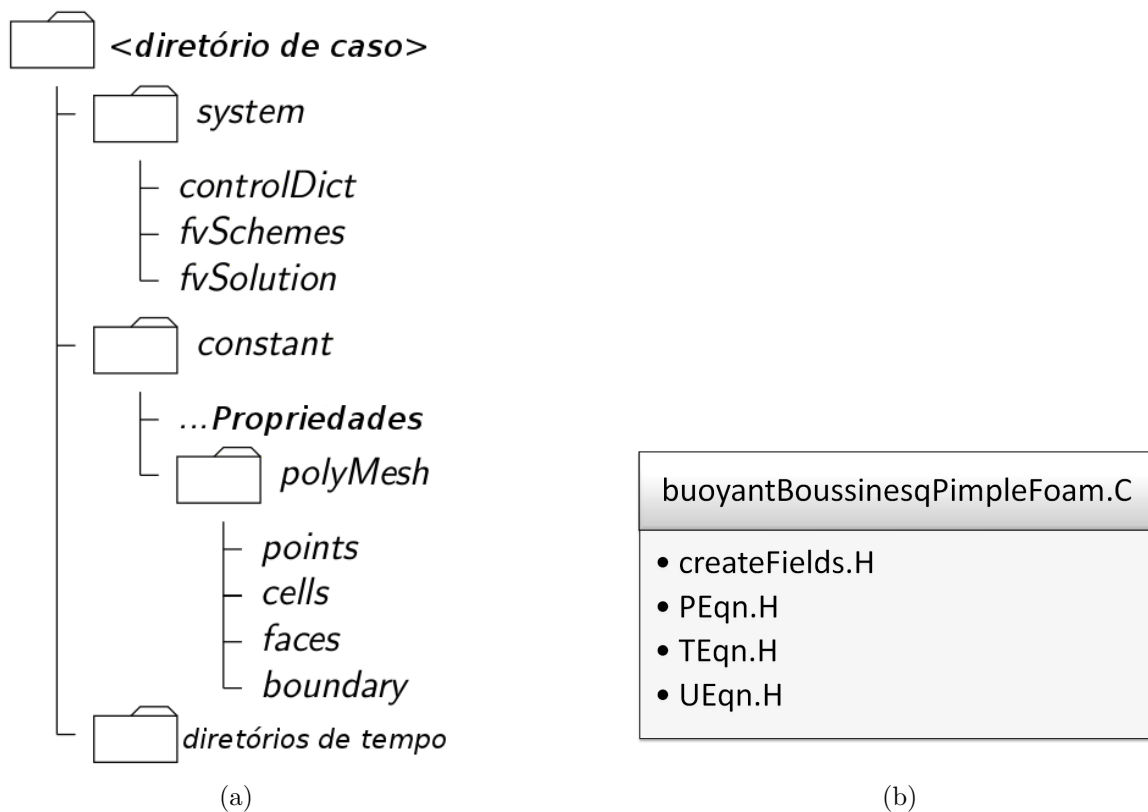 <diretório de caso>
system
controlDict
fvSchemes
fvSolution
constant
...Propriedades
polyMesh
points
cells
faces
boundary
diretórios de tempo
(a)
buoyantBoussinesqPimpleFoam.C
• createFields.H
• PEqn.H
• TEqn.H
• UEqn.H
(b)